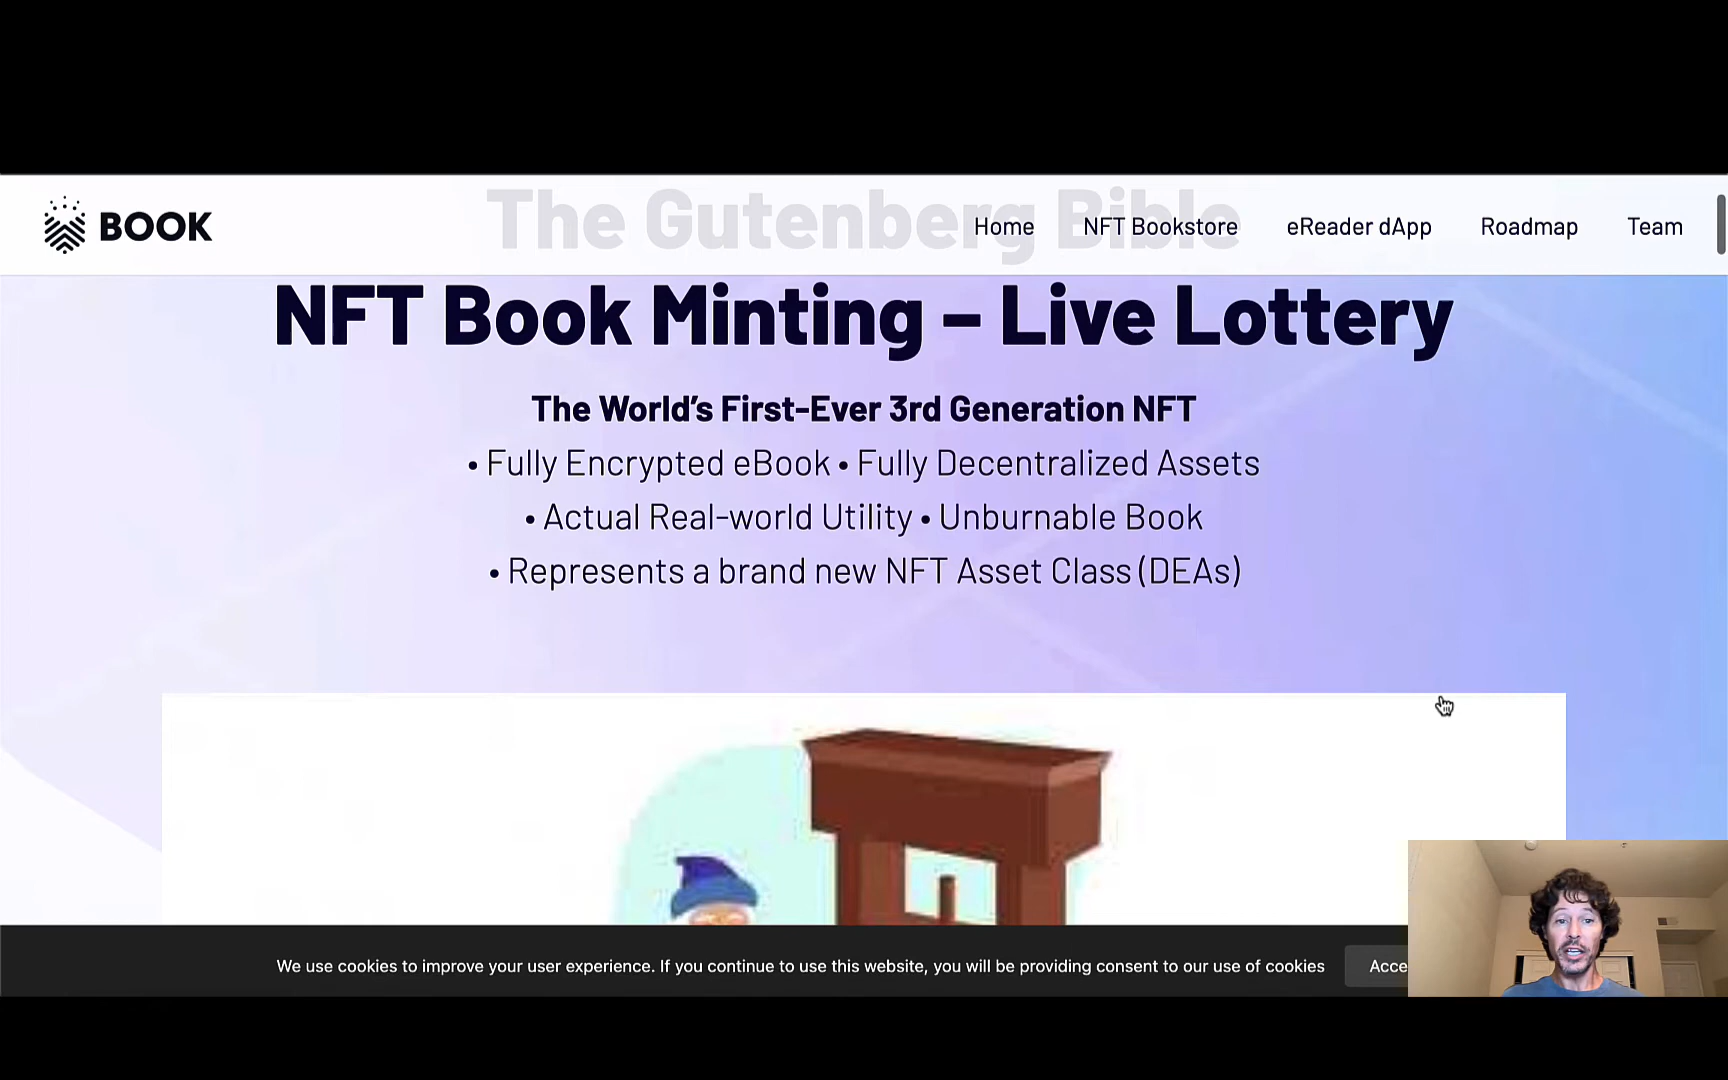 The Gutenberg Bible
BOOK
Home
NFT Bookstore
eReader dApp
Roadmap
Team
NFT Book Minting – Live Lottery
The World's First-Ever 3rd Generation NFT
• Fully Encrypted eBook • Fully Decentralized Assets
• Actual Real-world Utility • Unburnable Book
• Represents a brand new NFT Asset Class (DEAs)
We use cookies to improve your user experience. If you continue to use this website, you will be providing consent to our use of cookies
Acce